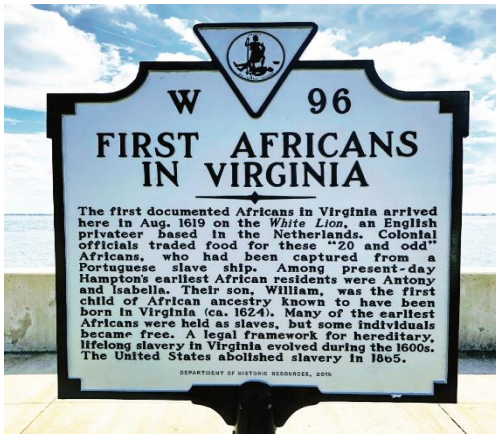 W 96
FIRST AFRICANS
IN VIRGINIA
The first documented Africans in Virginia arrived
here in Aug. 1619 on the White Lion, an English
privateer based in the Netherlands. Colonial
officials traded food for these “20 and odd”
Africans, who had been captured from a
Portuguese slave ship. Among present-day
Hampton's earliest African residents were Antony
and Isabella. Their son, William, was the first
child of African ancestry known to have been
born in Virginia (ca. 1624). Many of the earliest
Africans were held as slaves, but some individuals
became free. A legal framework for hereditary,
lifelong slavery in Virginia evolved during the 1600s.
The United States abolished slavery in 1865.
DEPARTMENT OF HISTORIC RESOURCES, 2015